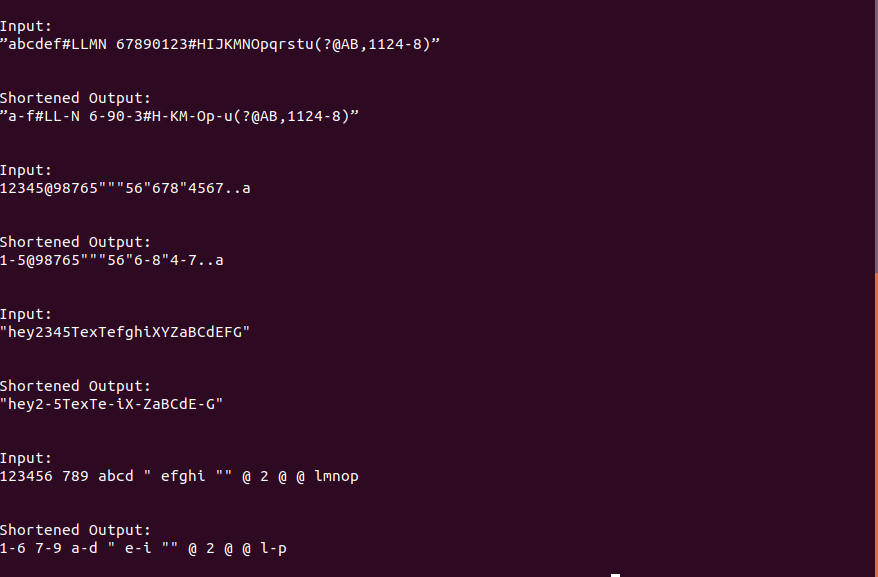 Input:
”abcdef#LLMN 67890123#HIJKMNOpqrstu(?@AB,1124-8)”
Shortened Output:
”a-f#LL-N 6-90-3#H-KM-Op-u(?@AB,1124-8)”
Input:
12345@98765"""56"678"4567..a
Shortened Output:
1-5@98765"""56"6-8"4-7..a
Input:
"hey2345TexTefghiXYZaBCdEFG"
Shortened Output:
"hey2-5TexTe-iX-ZaBCdE-G"
Input:
123456 789 abcd " efghi "" @ 2 @ @ lmnop
Shortened Output:
1-6 7-9 a-d " e-i "" @ 2 @ @ l-p